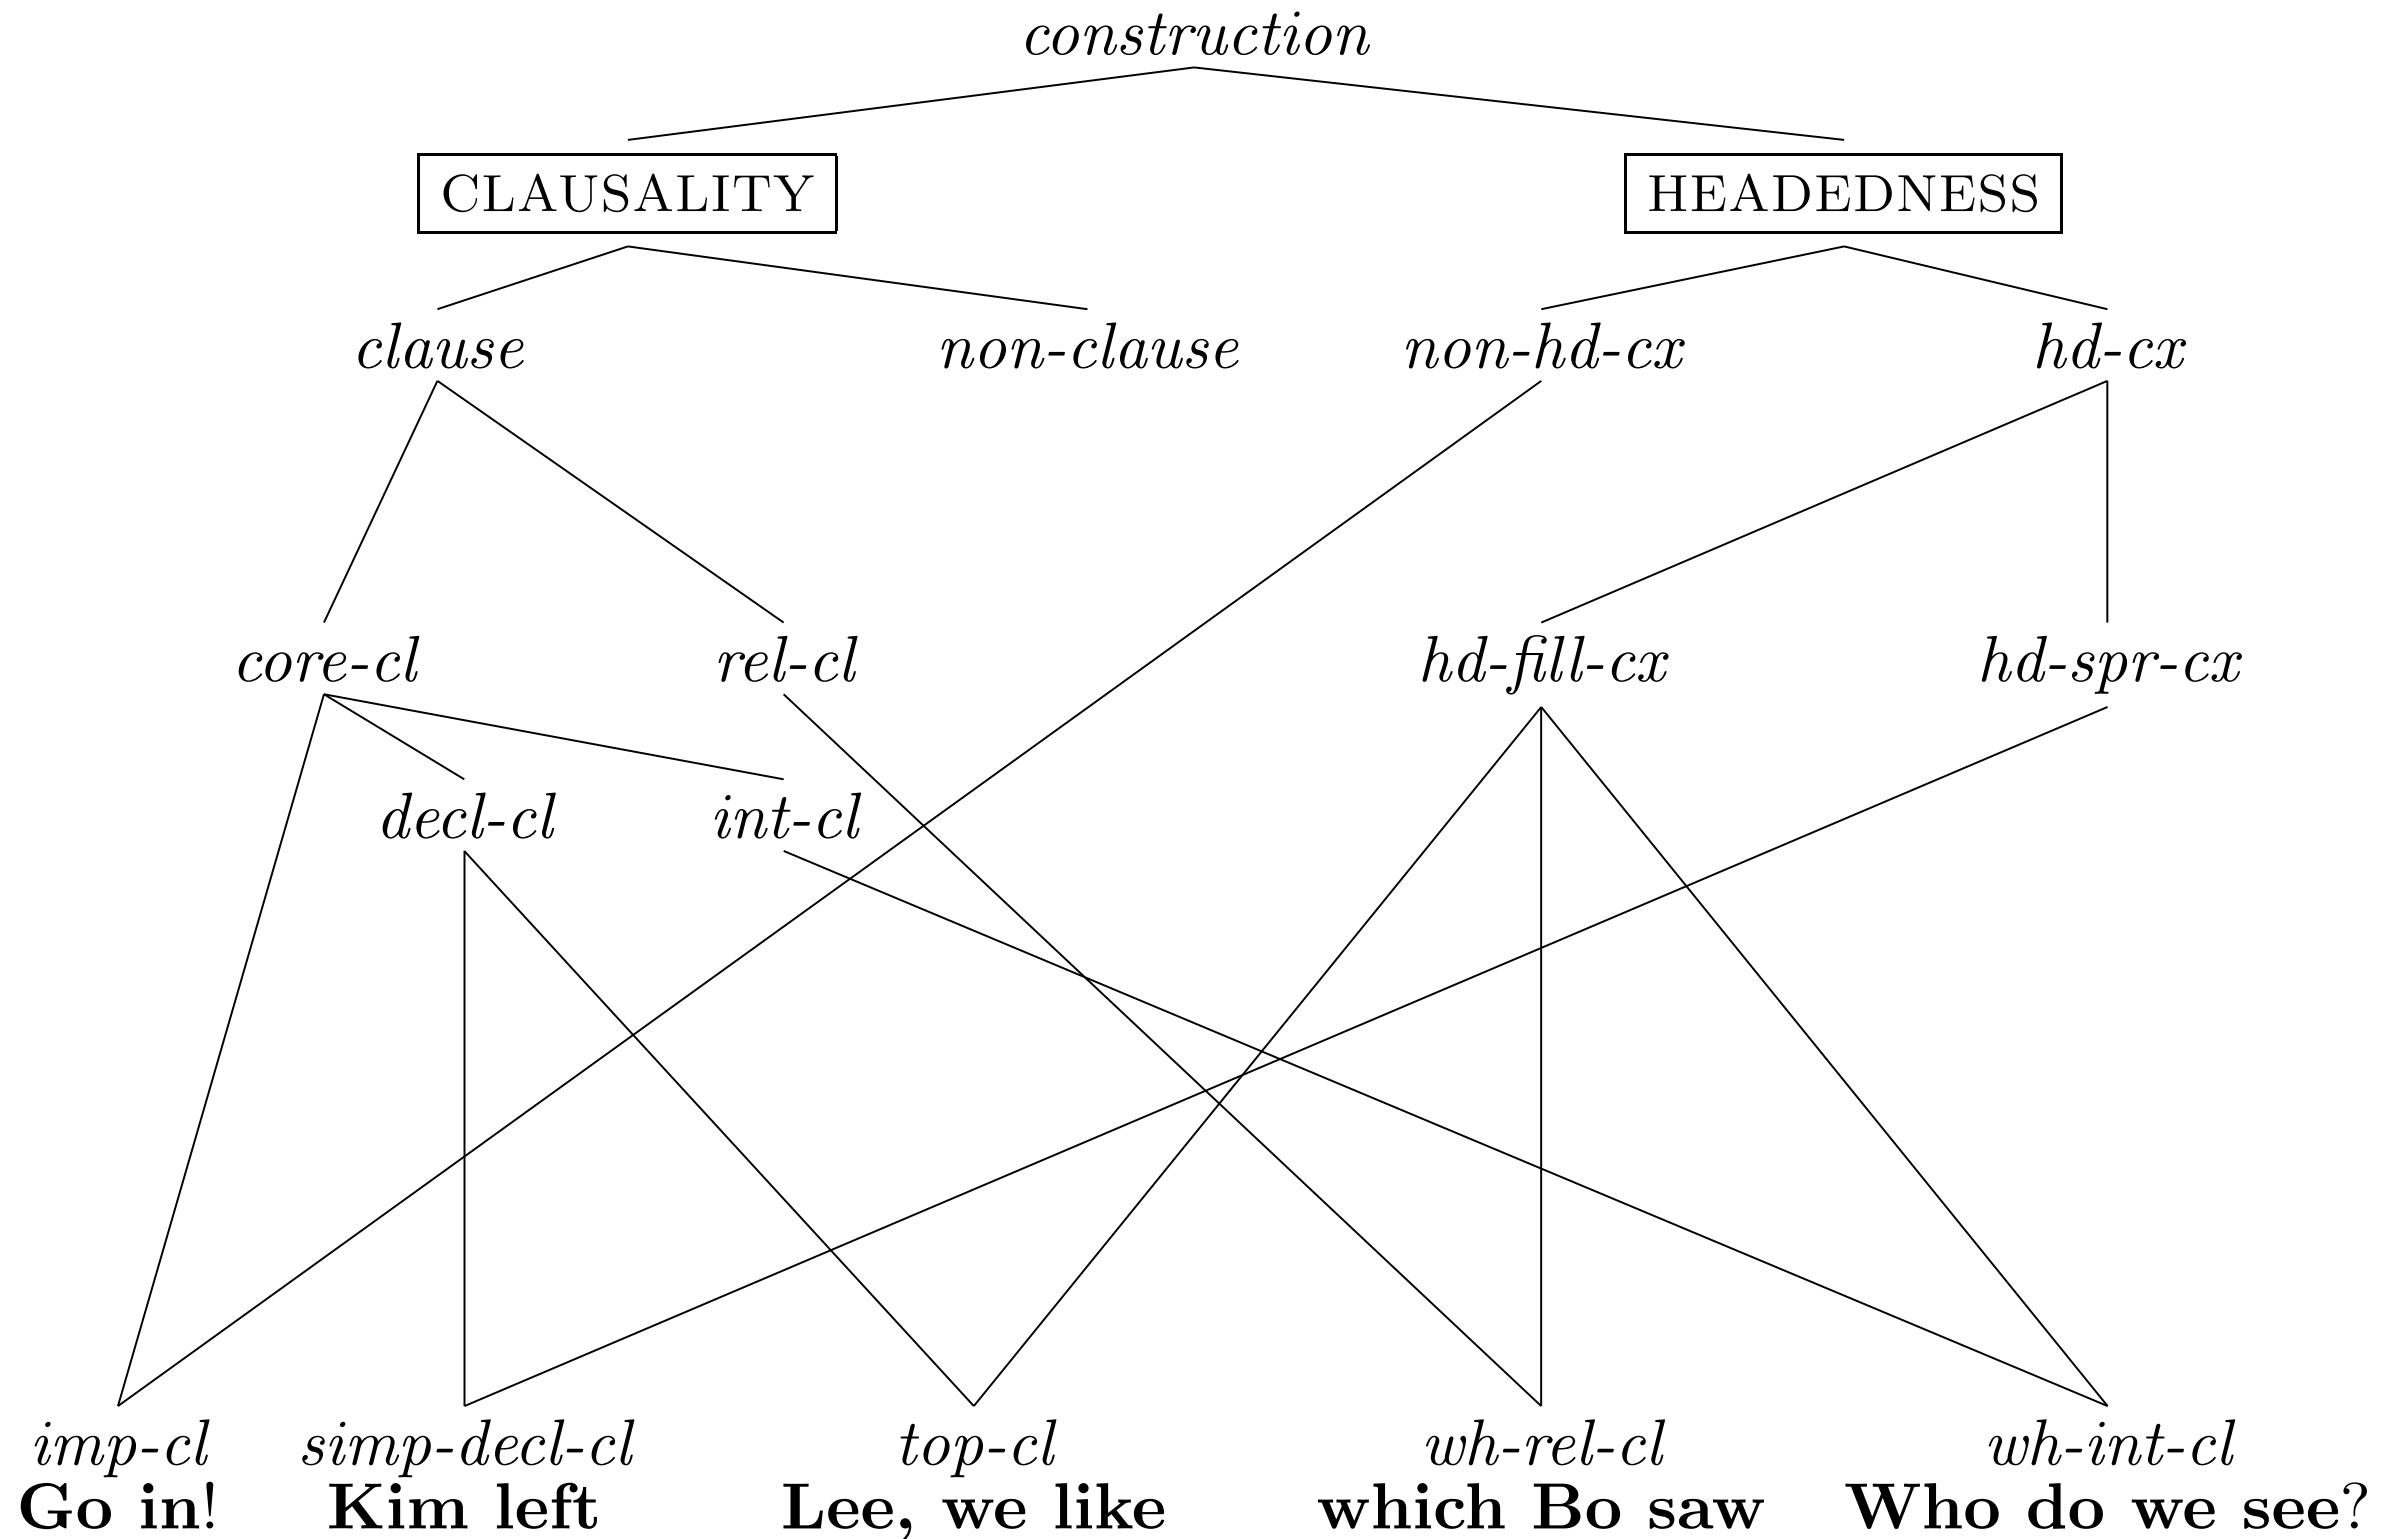 construction
CLAUSALITY HEADEDNESS
clause non-clause non-hd-cx hd-cx
core-cl rel-cl hd-fill-cx hd-spr-cx
decl-cl int-cl
imp-cl simp-decl-cl top-cl wh-rel-cl wh-int-cl
Go in! Kim left Lee, we like which Bo saw Who do we see?